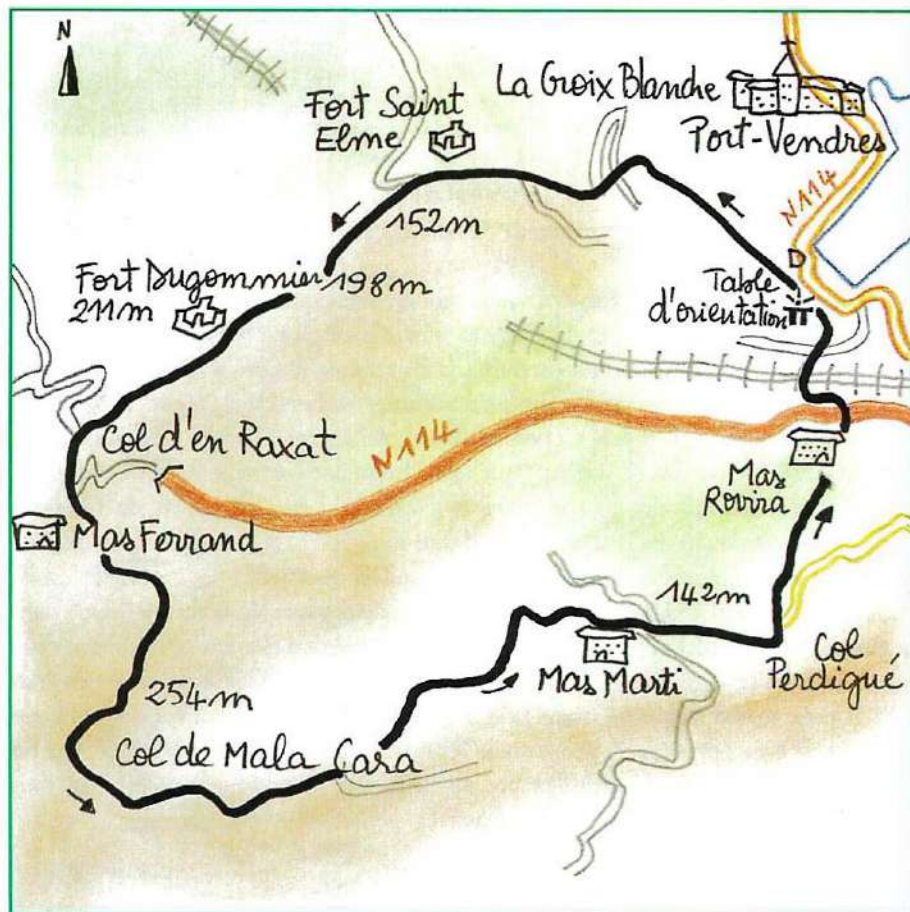 N
La Croix Blanche
Port-Vendres
Fort Saint
Elme
N114
152m
D
Fort Dugommier
211m
198m
Table
d'orientation
Col d'en Raxat
N114
Mas
Rovira
Mas Ferrand
142m
Col
Perdigué
Mas Marti
254m
Col de Mala Cara